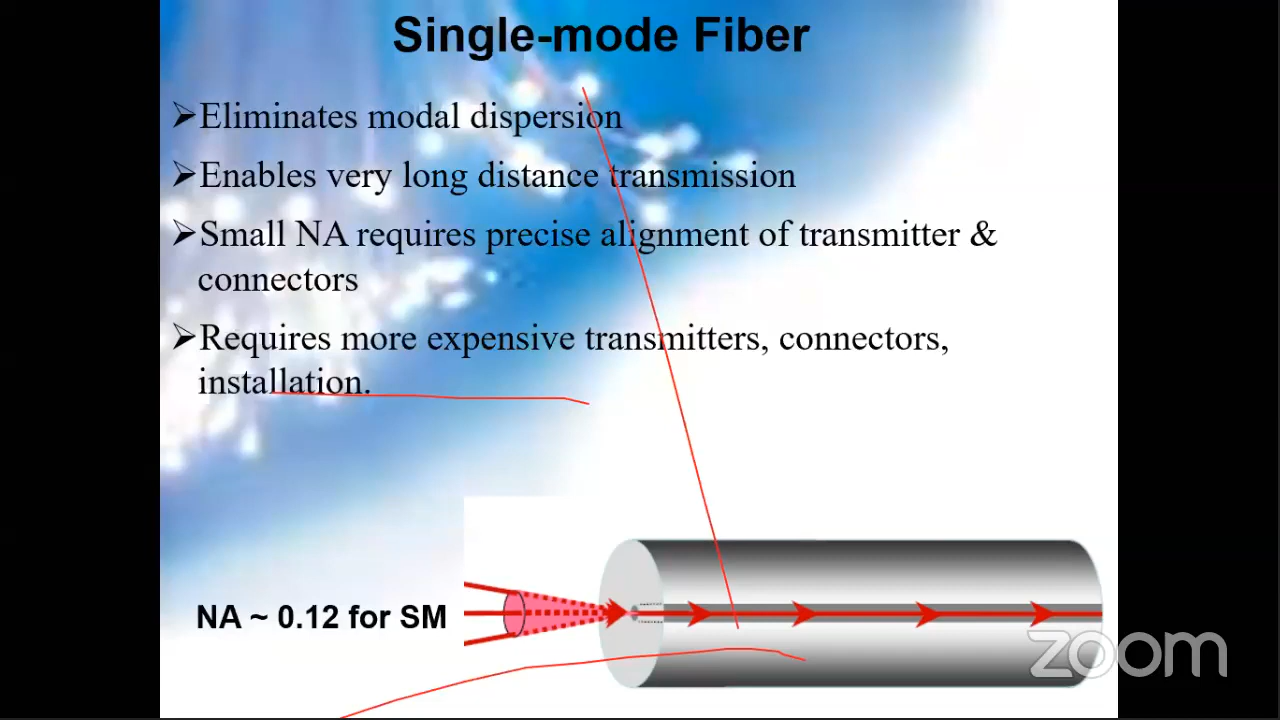 Single-mode Fiber
➢Eliminates modal dispersion
➢Enables very long distance transmission
➢Small NA requires precise alignment of transmitter &
connectors
➢Requires more expensive transmitters, connectors,
installation.
NA ~ 0.12 for SM
zoom